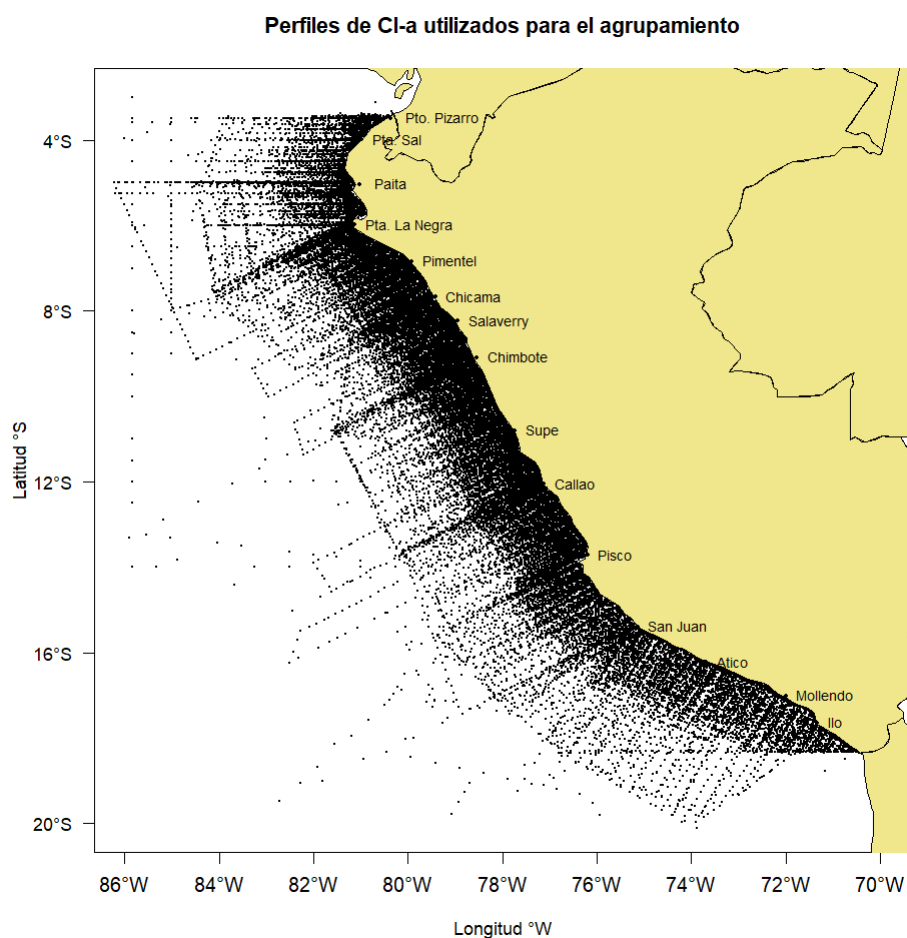 Perfiles de Cl-a utilizados para el agrupamiento
Pto. Pizarro
4°S
Pta. Sal
Paita
Pta. La Negra
Pimentel
Chicama
8°S
Salaverry
Chimbote
Supe
Latitud °S
12°S
Callao
Pisco
San Juan
16°S
Atico
Mollendo
Ilo
20°S
86°W 84°W 82°W 80°W 78°W 76°W 74°W 72°W 70°W
Longitud °W